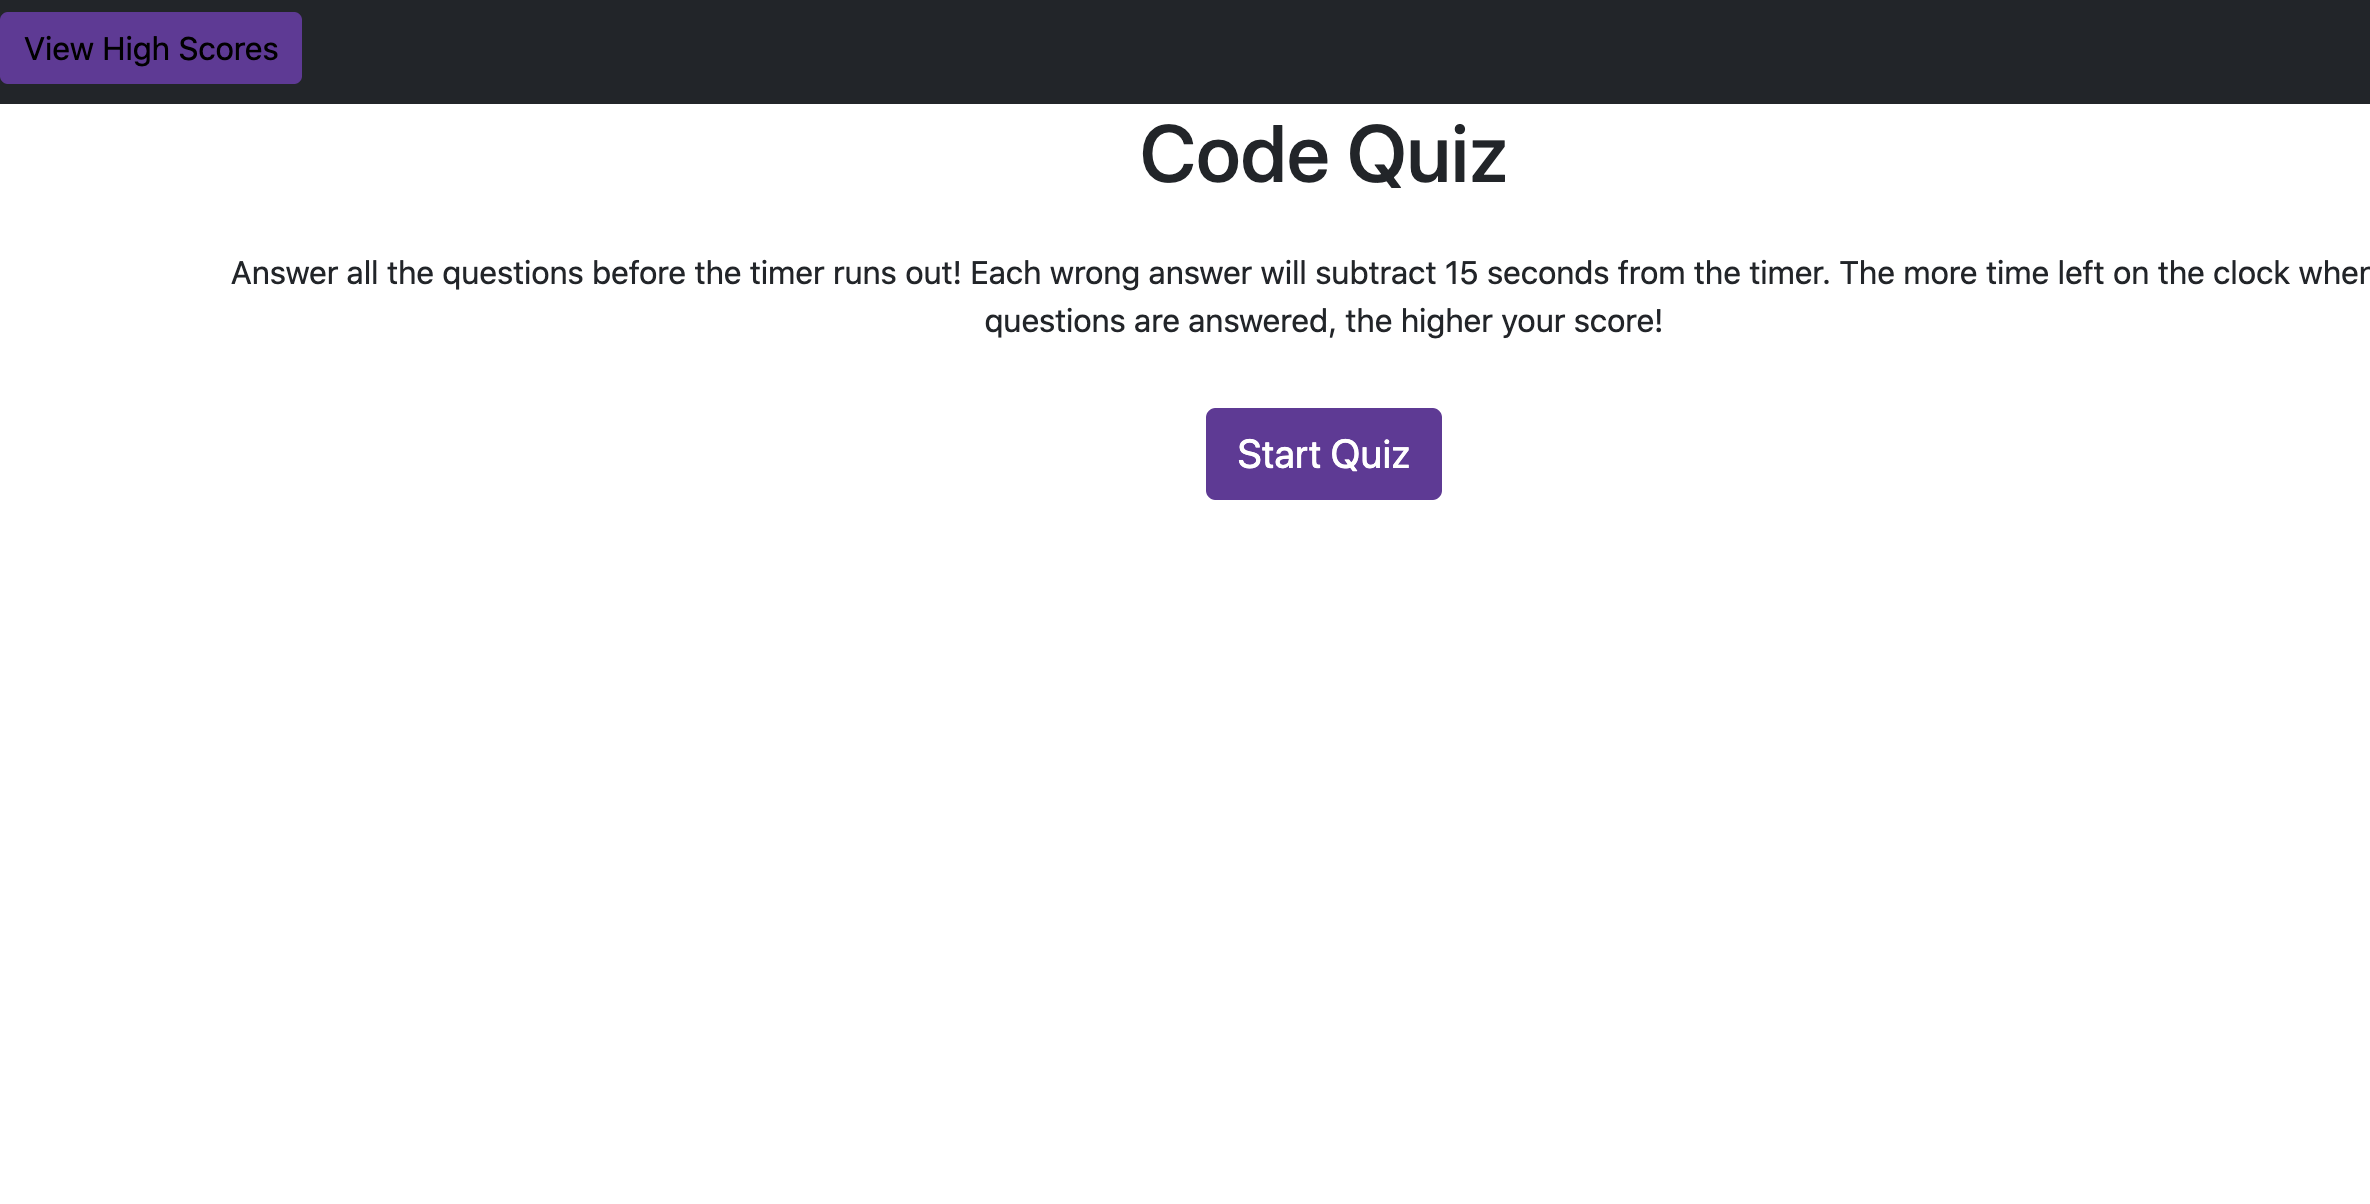 View High Scores
Code Quiz
Answer all the questions before the timer runs out! Each wrong answer will subtract 15 seconds from the timer. The more time left on the clock
questions are answered, the higher your score!
Start Quiz